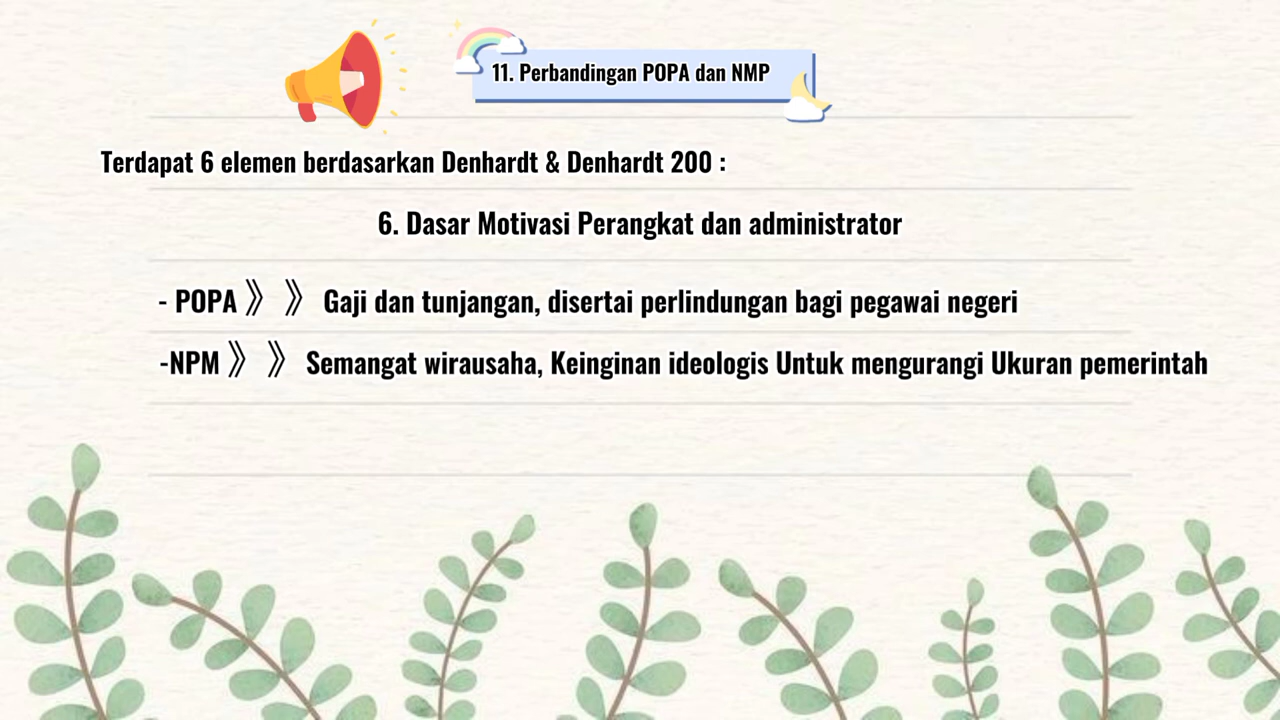 11. Perbandingan POPA dan NMP
Terdapat 6 elemen berdasarkan Denhardt & Denhardt 200 :
6. Dasar Motivasi Perangkat dan administrator
- POPA 》 》 Gaji dan tunjangan, disertai perlindungan bagi pegawai negeri
-NPM 》 》 Semangat wirausaha, Keinginan ideologis Untuk mengurangi Ukuran pemerintah